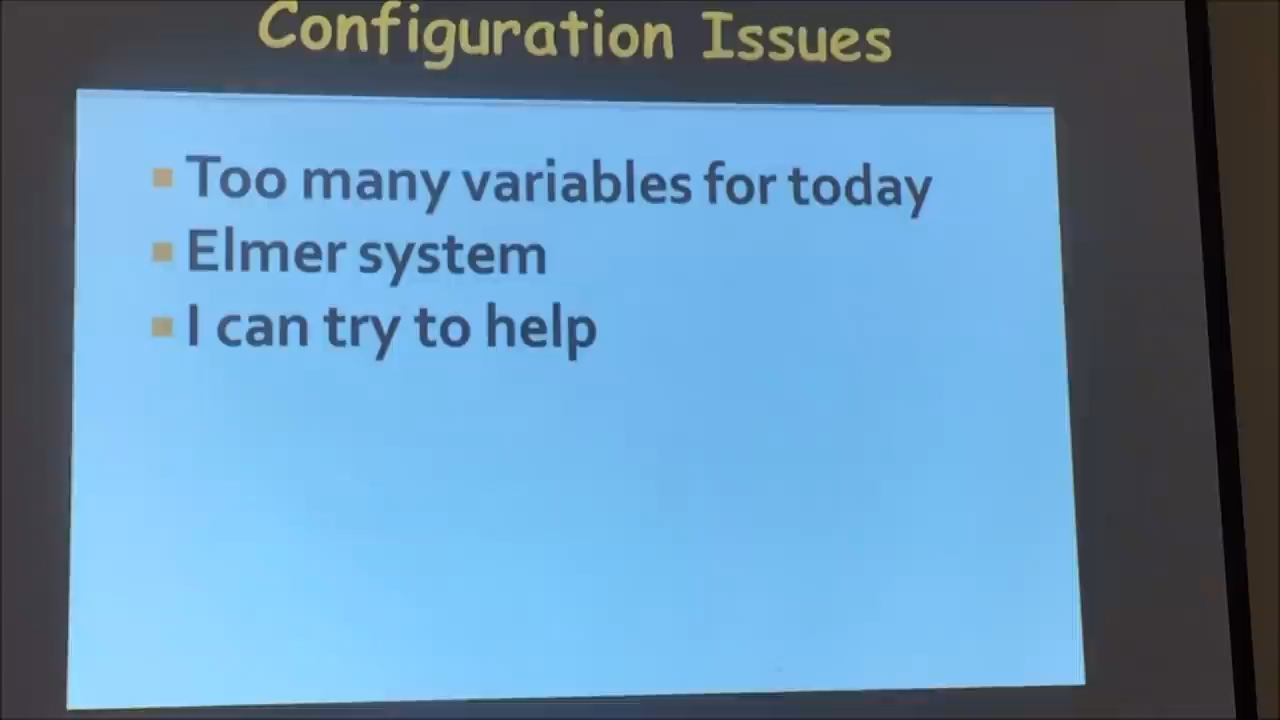 Configuration Issues
Too many variables for today
Elmer system
I can try to help